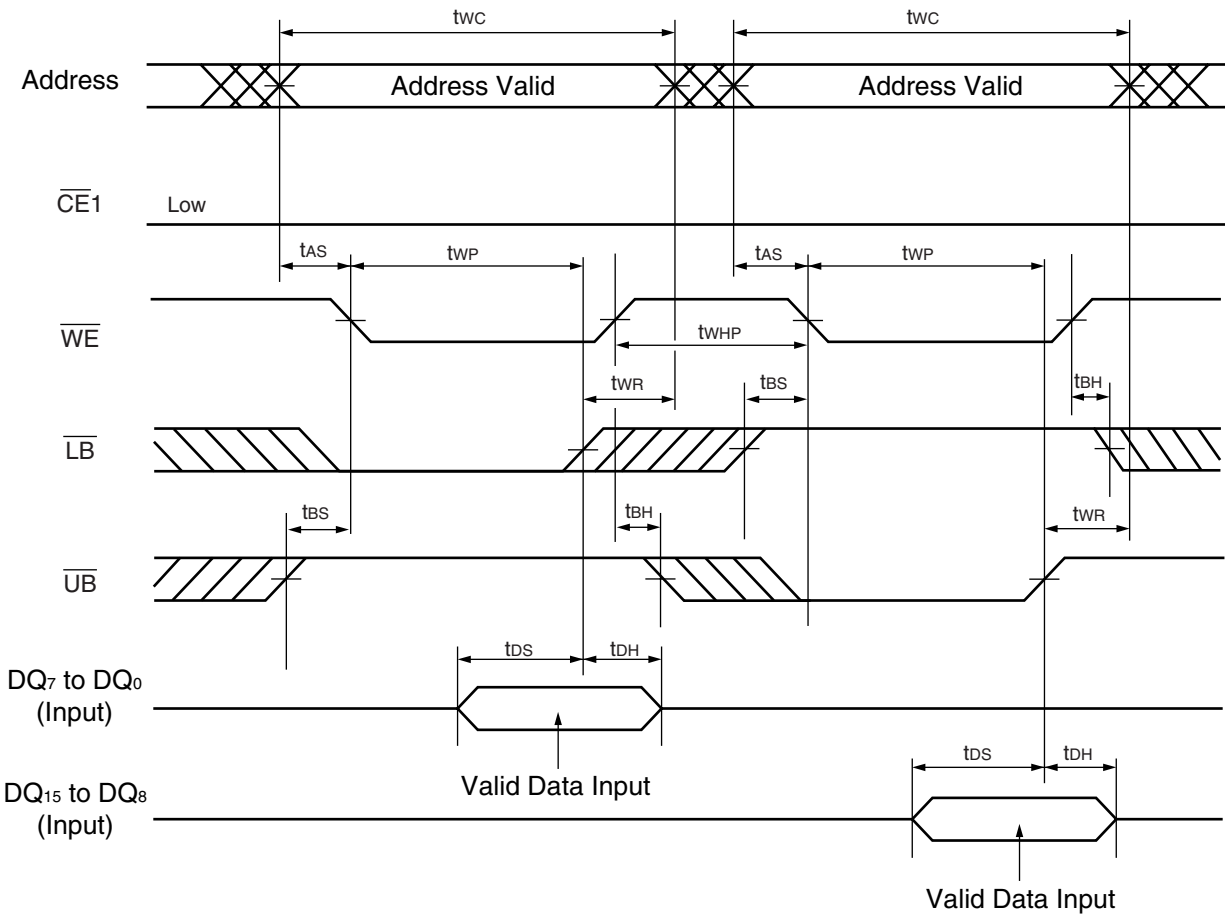 tWC tWC
Address Address Valid Address Valid
CE1 Low
tAS tWP tAS tWP
WE
tWHP
tWR tBS tBH
LB
tBS tBH tWR
UB
tDS tDH
DQ7 to DQ0
(Input)
Valid Data Input
tDS tDH
DQ15 to DQ8
(Input)
Valid Data Input